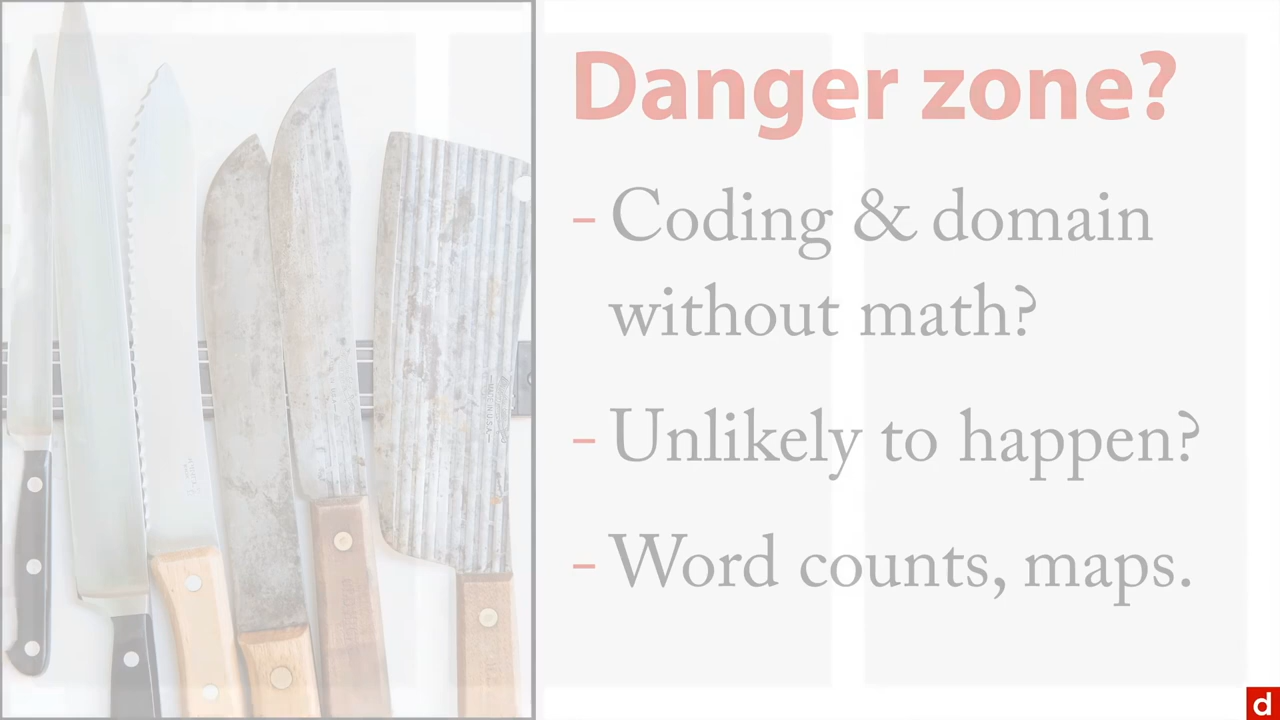 Danger zone?
- Coding & domain
without math?
- Unlikely to happen?
- Word counts, maps.
d